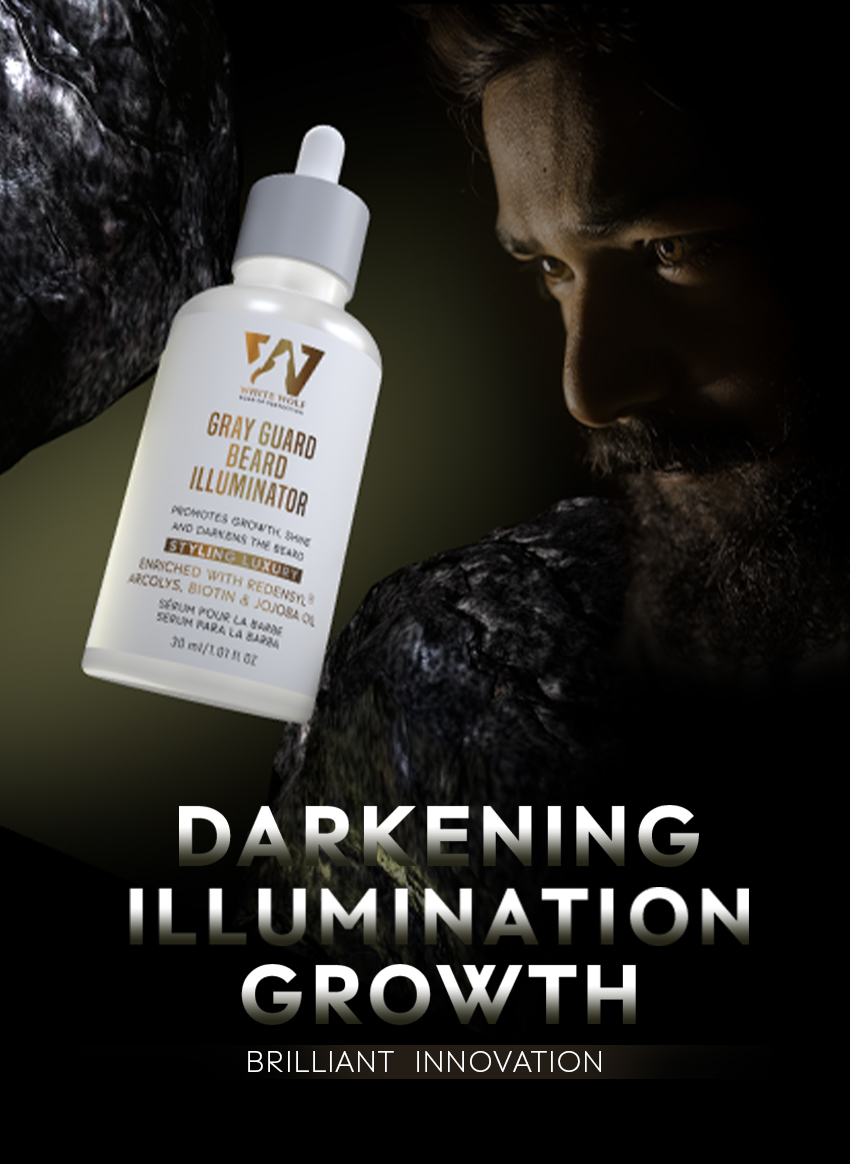 WHITE WOLF
GRAY GUARD
BEARD
ILLUMINATOR
PROMOTES GROWTH, SHINE
AND DARKENS THE BEARD
STYLING LUXURY
ENRICHED WITH REDENSYL®
ARCOLYS, BIOTIN & JOJOBA OIL
SÉRUM POUR LA BARBE
SÉRUM PARA LA BARBA
30 ml/1.01 fl oz
DARKENING
ILLUMINATION
GROWTH
BRILLIANT INNOVATION